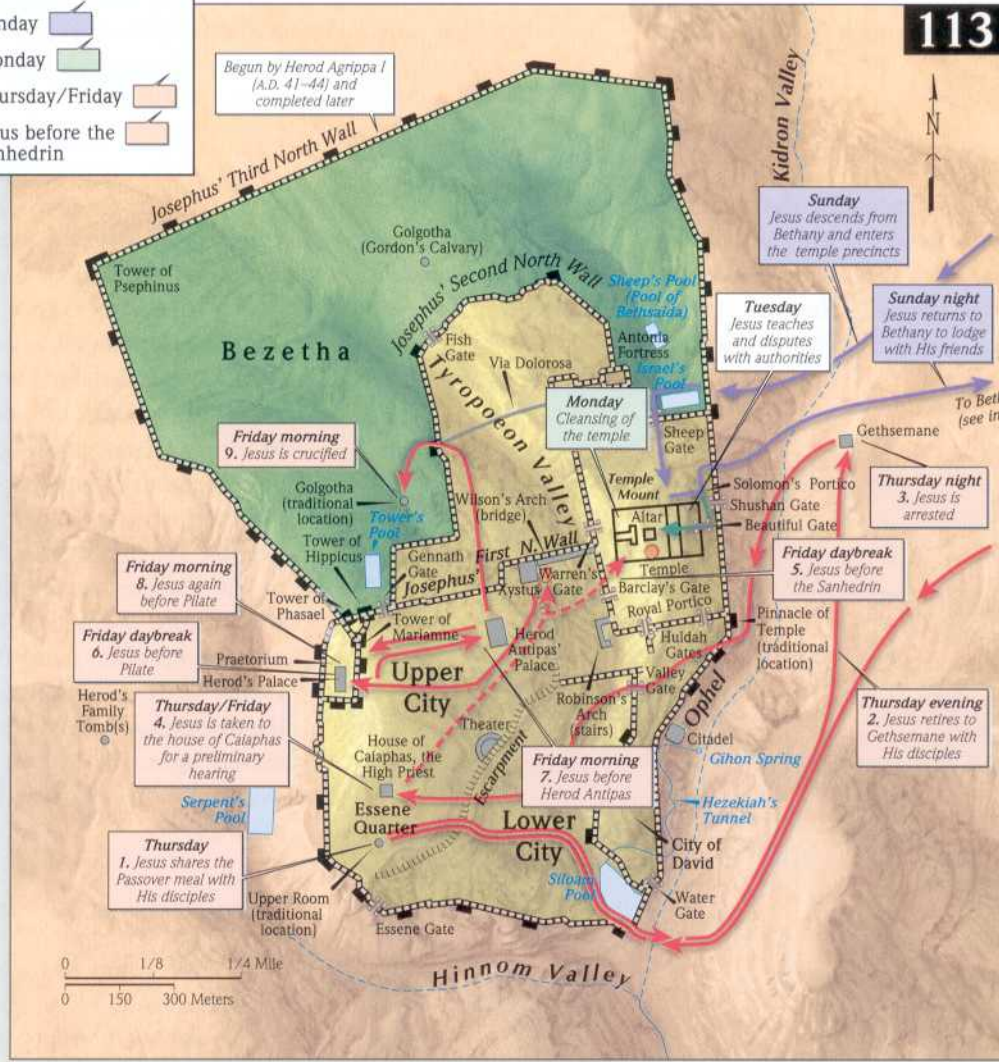 113
nday
onday
ursday/Friday
us before the
nhedrin
Begun by Herod Agrippa I
(A.D. 41–44) and
completed later
Josephus' Third North Wall
Kidron Valley
N
Sunday
Jesus descends from
Bethany and enters
the temple precincts
Golgotha
(Gordon's Calvary)
Tower of
Psephinus
Josephus' Second North Wall
Sheep's Pool
(Pool of
Bethsaida)
Tuesday
Jesus teaches
and disputes
with authorities
Sunday night
Jesus returns to
Bethany to lodge
with His friends
Bezetha
Fish
Gate
Antonia
Fortress
Via Dolorosa
Israel's
Pool
Tyropoeon Valley
Monday
Cleansing of
the temple
To Bet
(see in
Friday morning
9. Jesus is crucified
Sheep
Gate
Gethsemane
Thursday night
3. Jesus is
arrested
Golgotha
(traditional
location)
Wilson's Arch
(bridge)
Temple
Mount
Solomon's Portico
Shushan Gate
Altar
Beautiful Gate
Tower's
Pool
Tower of
Hippicus
Gennath
Gate
Josephus' First N. Wall
Friday daybreak
5. Jesus before
the Sanhedrin
Friday morning
8. Jesus again
before Pilate
Xystus
Warren's
Gate
Temple
Barclay's Gate
Royal Portico
Tower of
Phasael
Tower of
Mariamne
Herod
Antipas'
Palace
Huldah
Gates
Pinnacle of
Temple
(traditional
location)
Friday daybreak
6. Jesus before
Pilate
Praetorium
Herod's Palace
Upper
City
Valley
Gate
Robinson's
Arch
(stairs)
Ophel
Herod's
Family
Tomb(s)
Thursday/Friday
4. Jesus is taken to
the house of Caiaphas
for a preliminary
hearing
Theater
Escarpment
Citadel
Thursday evening
2. Jesus retires to
Gethsemane with
His disciples
House of
Caiaphas, the
High Priest
Friday morning
7. Jesus before
Herod Antipas
Gihon Spring
Serpent's
Pool
Essene
Quarter
Lower
City
Hezekiah's
Tunnel
Thursday
1. Jesus shares the
Passover meal with
His disciples
City of
David
Siloam
Pool
Upper Room
(traditional
location)
Water
Gate
Essene Gate
Hinnom Valley
0 1/8 1/4 Mile
0 150 300 Meters